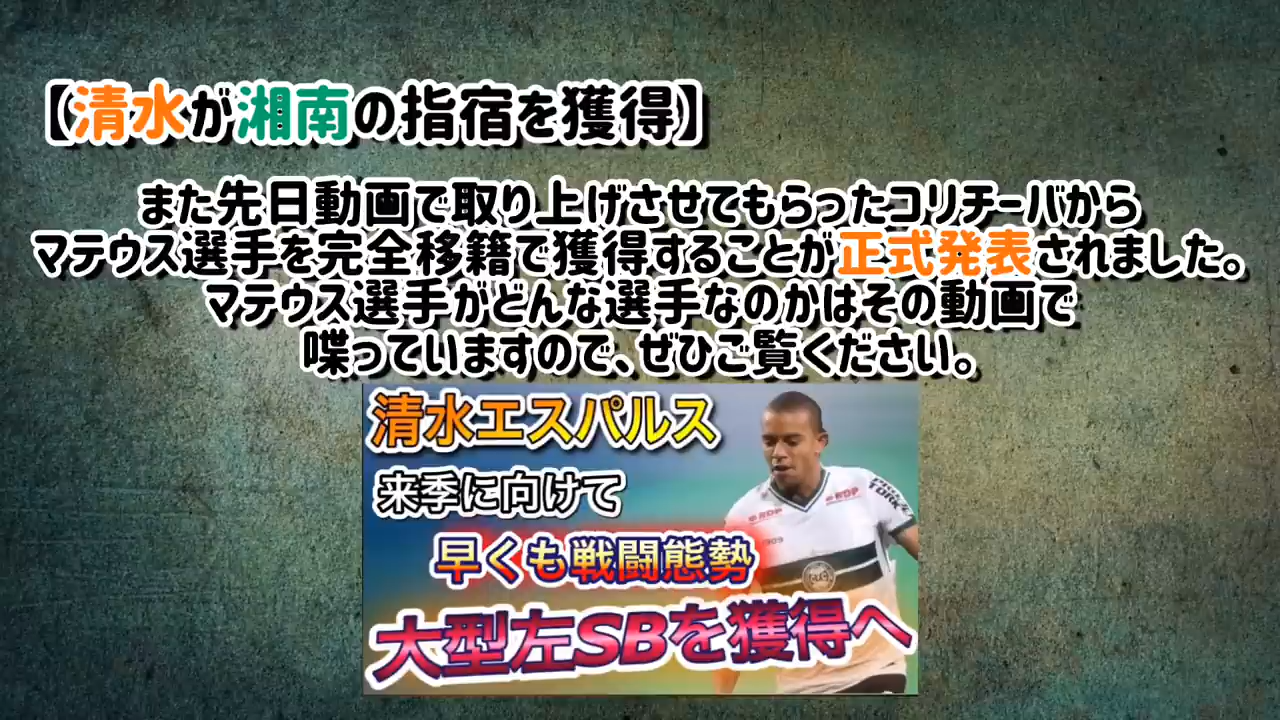 【清水が湘南の指宿を獲得】
また先日動画で取り上げさせてもらったコリチーバから
マテウス選手を完全移籍で獲得することが正式発表されました。
マテウス選手がどんな選手なのかはその動画で
喋っていますので、ぜひご覧ください。
清水エスパルス
来季に向けて
早くも戦闘態勢
大型左SBを獲得へ
RDP
RDP
TORK
1909